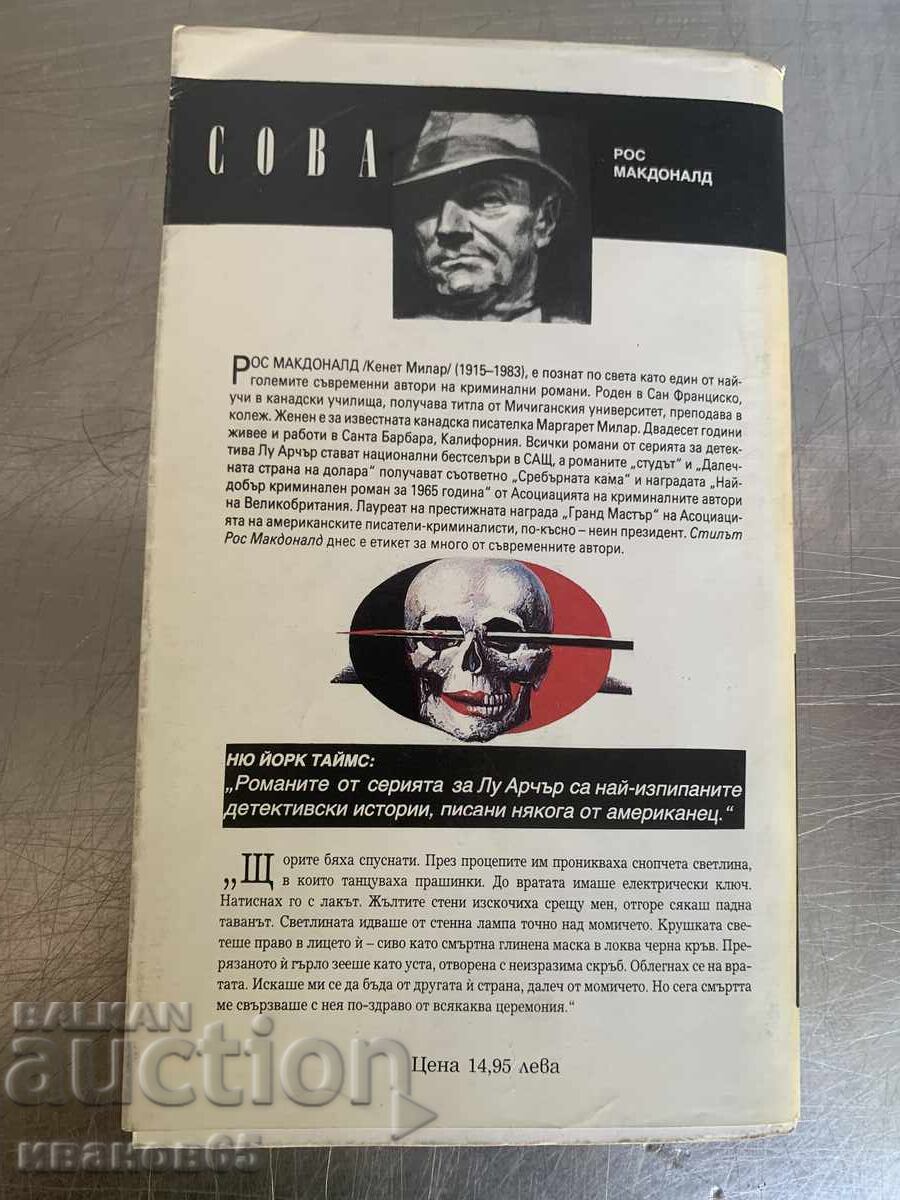 СОВА
РОС
МАКДОНАЛД
РОС МАКДОНАЛД /Кенет Милар/ (1915–1983), е познат по света като един от най-
големите съвременни автори на криминални романи. Роден в Сан Франциско,
учи в канадски училища, получава титла от Мичиганския университет, преподава в
колеж. Женен е за известната канадска писателка Маргарет Милар. Двадесет години
живее и работи в Санта Барбара, Калифорния. Всички романи от серията за детек-
тива Лу Арчър стават национални бестселъри в САЩ, а романите „студът“ и „Далеч-
ната страна на долара“ получават съответно „Сребърната кама“ и наградата „Най-
добър криминален роман за 1965 година“ от Асоциацията на криминалните автори
на Великобритания. Лауреат на престижната награда „Гранд Мастър“ на Асоциаци-
ята на американските писатели-криминалисти, по-късно – неин президент. Стилът
Рос Макдоналд днес е етикет за много от съвременните автори.
НЮ ЙОРК ТАЙМС:
„Романите от серията за Лу Арчър са най-изпипаните
детективски истории, писани някога от американец.“
„Щорите бяха спуснати. През процепите им проникваха снопчета светлина,
в които танцуваха прашинки. До вратата имаше електрически ключ.
Натиснах го с лакът. Жълтите стени изскочиха срещу мен, отгоре сякаш падна
таванът. Светлината идваше от стенна лампа точно над момичето. Крушката све-
теше право в лицето ѝ – сиво като смъртна глинена маска в локва черна кръв. Пре-
рязаното ѝ гърло зееше като уста, отворена с неизразима скръб. Облегнах се на вра-
тата. Искаше ми се да бъда от другата ѝ страна, далеч от момичето. Но сега смъртта
ме свързваше с нея по-здраво от всякаква церемония.“
Цена 14,95 лева
BALKAN
auction
иваков65